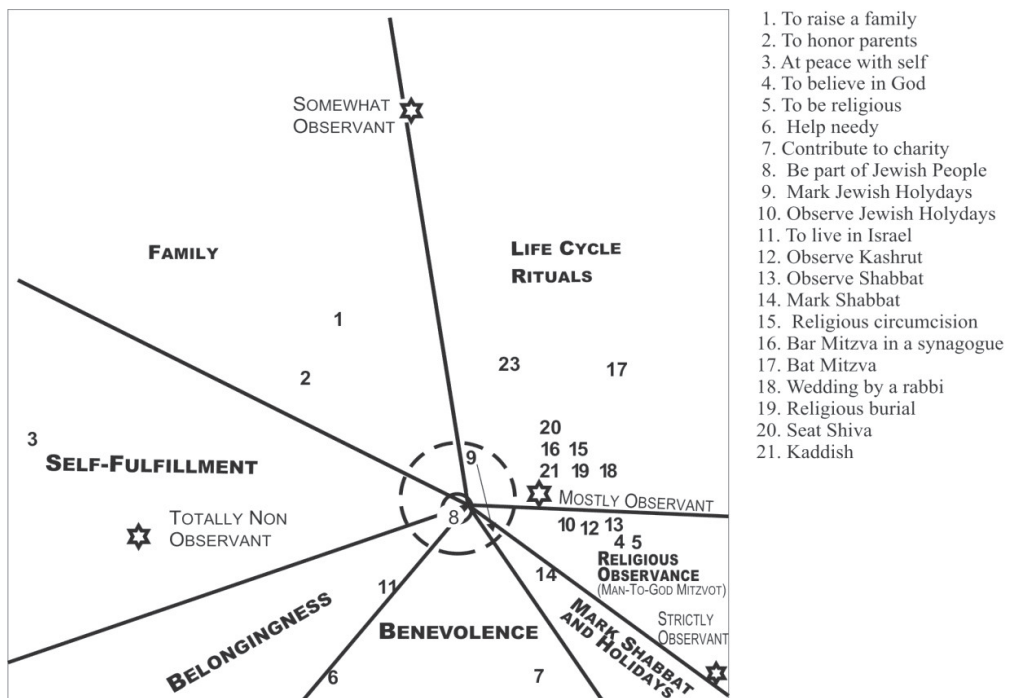 SOMEWHAT
OBSERVANT
FAMILY
LIFE CYCLE
RITUALS
1
2
23
17
3
SELF-FULFILLMENT
20
16 15
9
21 19 18
MOSTLY OBSERVANT
TOTALLY NON
OBSERVANT
8
10 12 13
4 5
RELIGIOUS
OBSERVANCE
(MAN-TO-GOD MITZVOT)
14
11
BELONGINGNESS
BENEVOLENCE
MARK SHABBAT
AND HOLIDAYS
STRICTLY
OBSERVANT
6
7
1. To raise a family
2. To honor parents
3. At peace with self
4. To believe in God
5. To be religious
6. Help needy
7. Contribute to charity
8. Be part of Jewish People
9. Mark Jewish Holydays
10. Observe Jewish Holydays
11. To live in Israel
12. Observe Kashrut
13. Observe Shabbat
14. Mark Shabbat
15. Religious circumcision
16. Bar Mitzva in a synagogue
17. Bat Mitzva
18. Wedding by a rabbi
19. Religious burial
20. Seat Shiva
21. Kaddish